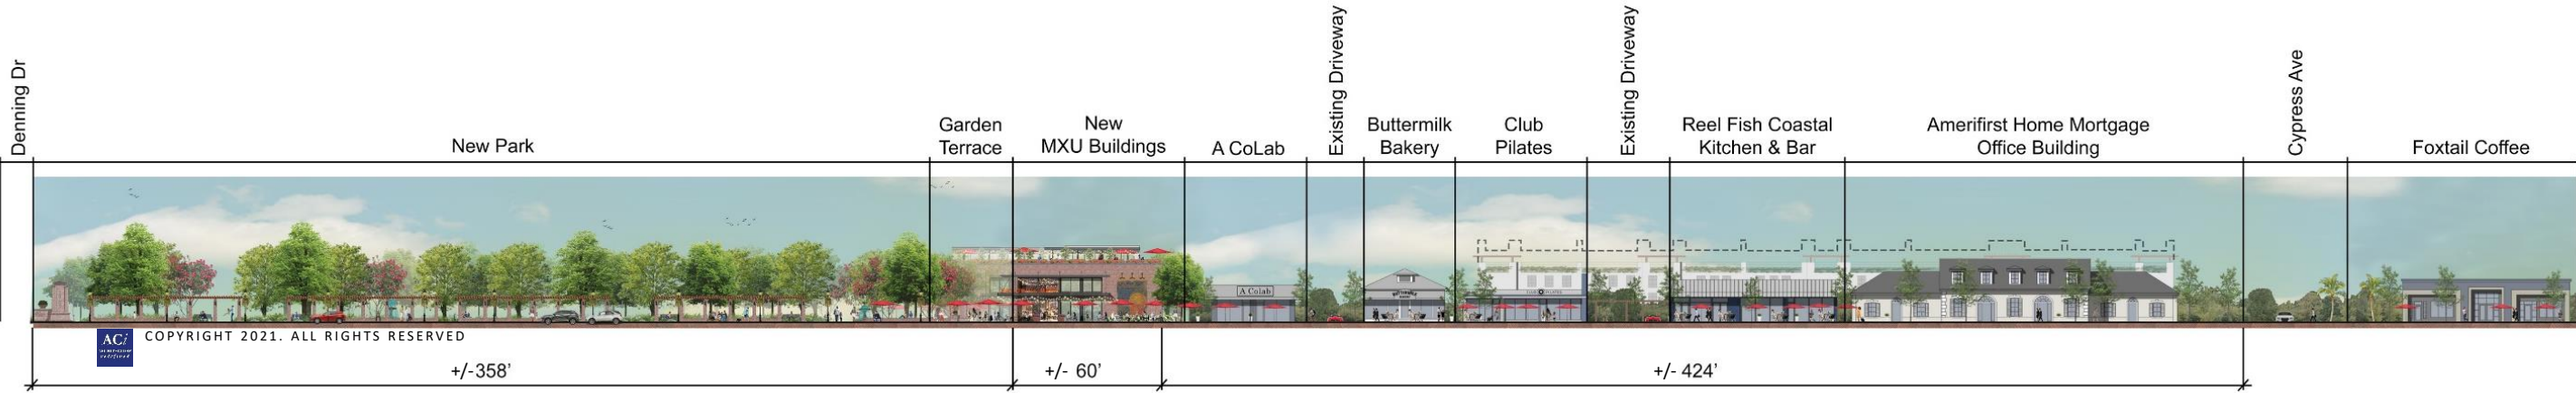 Denning Dr
New Park
Garden
Terrace
New
MXU Buildings
A CoLab
Existing Driveway
Buttermilk
Bakery
Club
Pilates
Existing Driveway
Reel Fish Coastal
Kitchen & Bar
Amerifirst Home Mortgage
Office Building
Cypress Ave
Foxtail Coffee
A Colab
ACi
COPYRIGHT 2021. ALL RIGHTS RESERVED
+/-358’
+/- 60’
+/- 424’